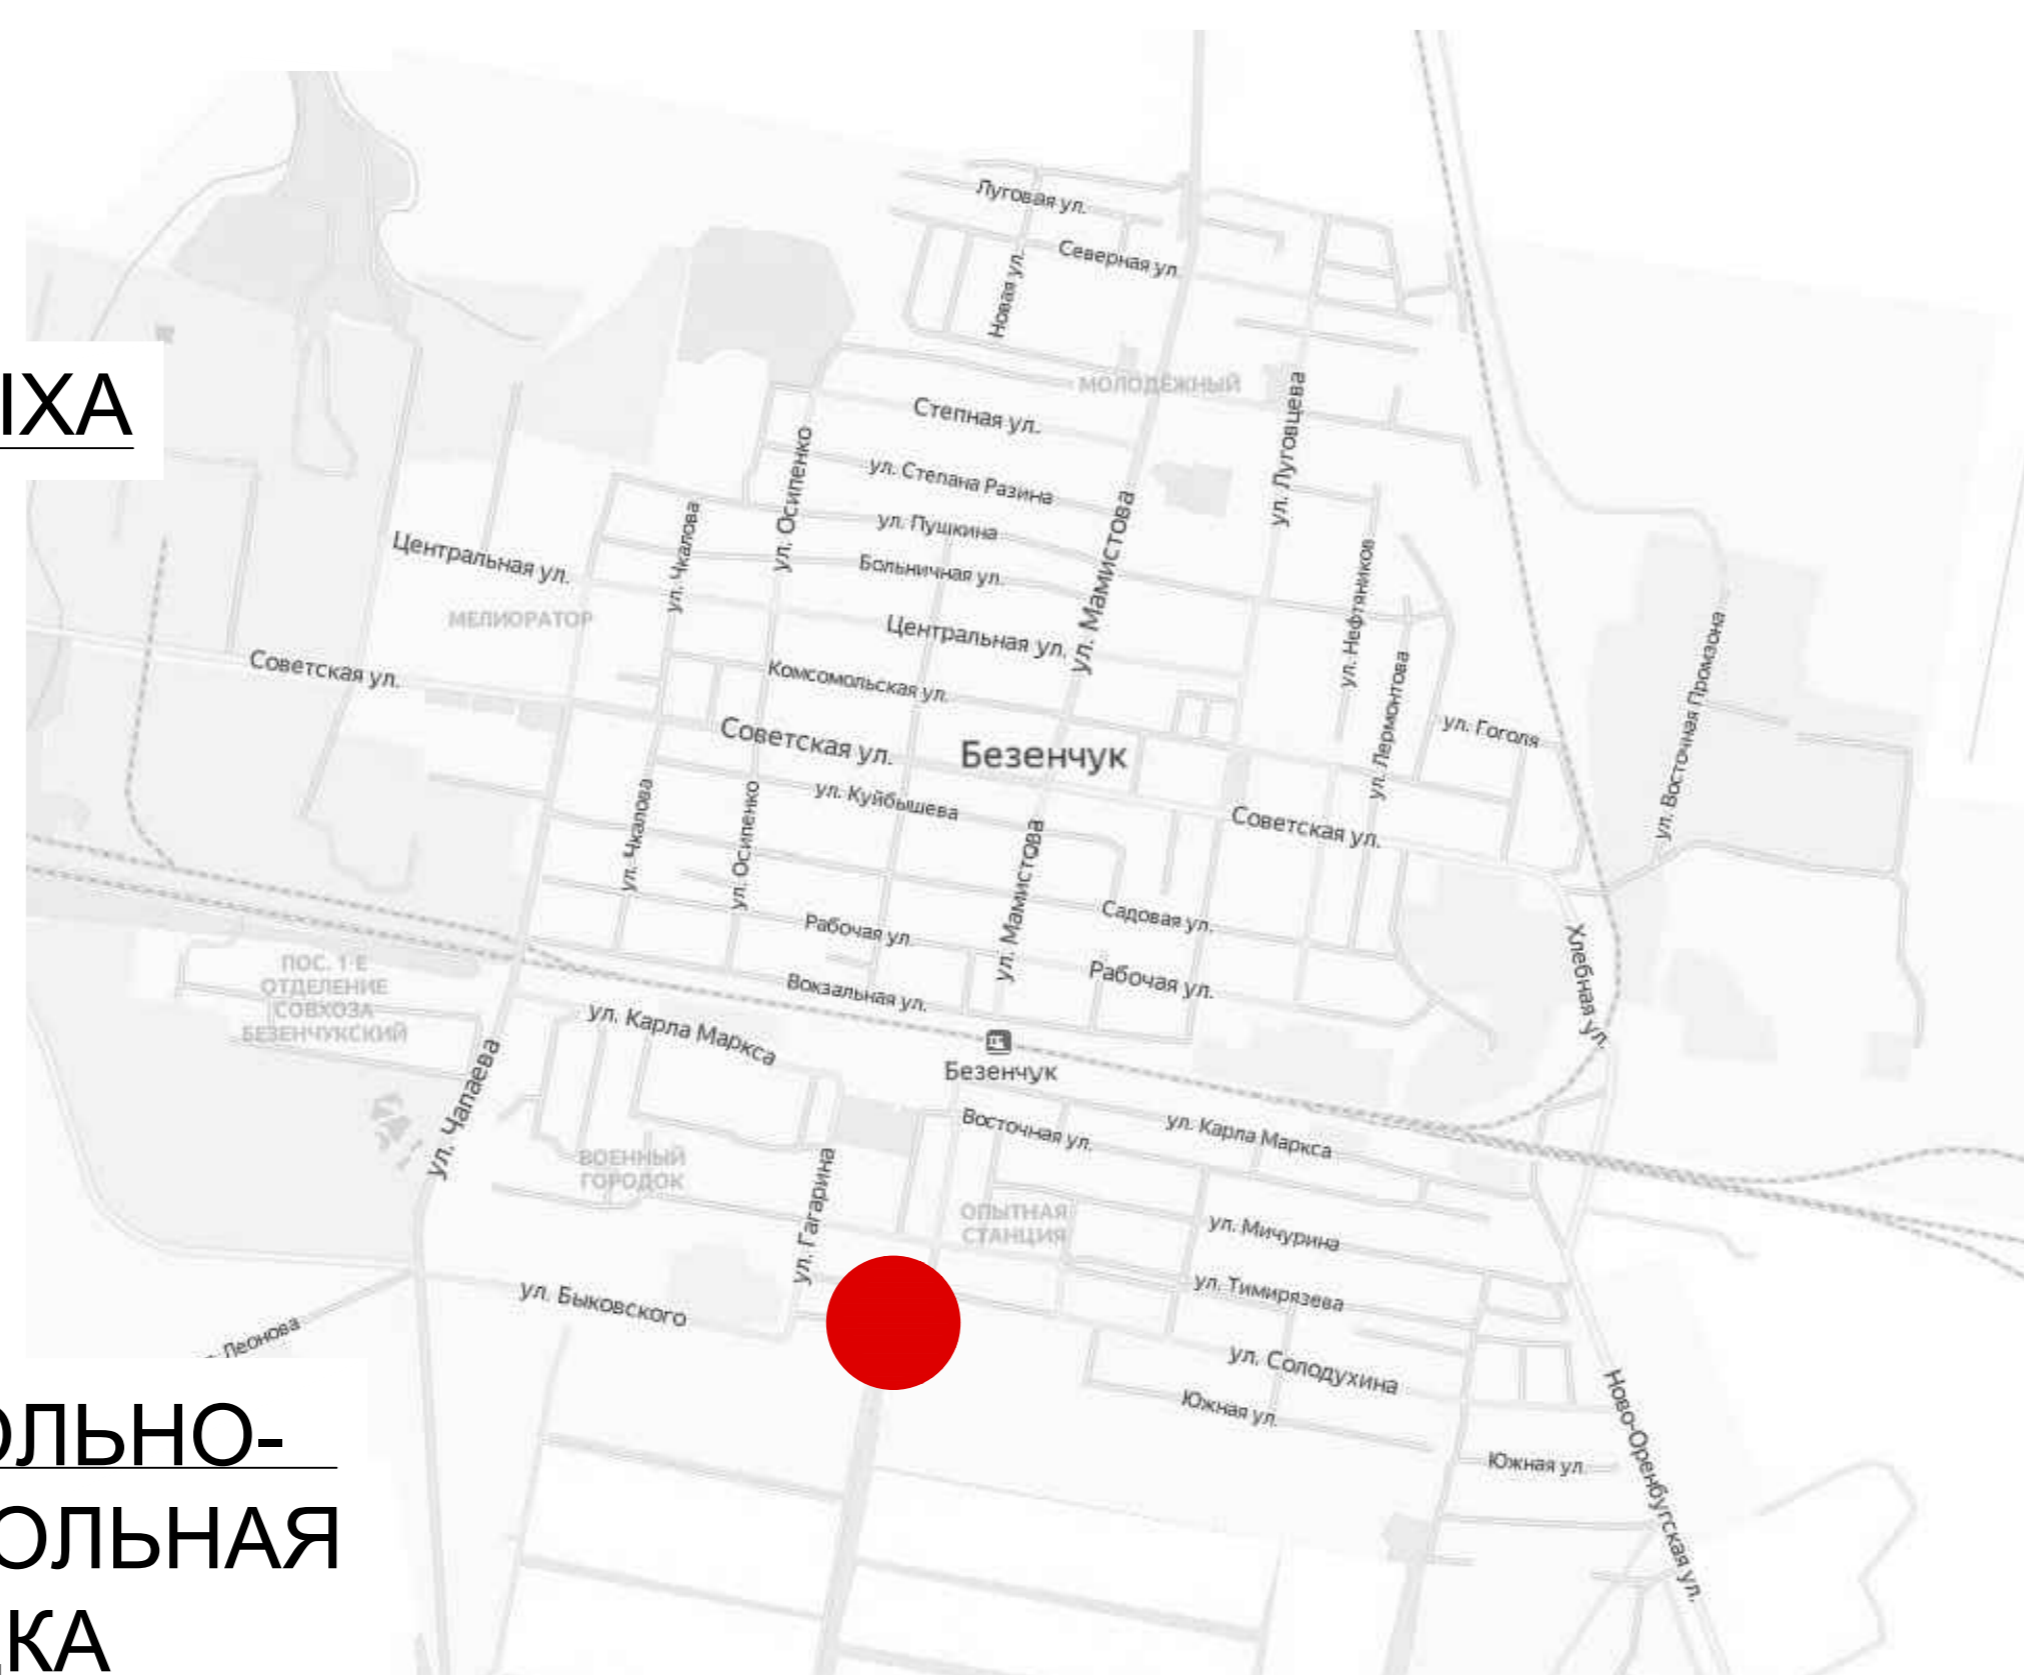 Луговая ул.
Северная ул.
Новая ул.
МОЛОДЁЖНЫЙ
ЫХА
Степная ул.
ул. Луговцева
ул. Степана Разина
ул. Осипенко
ул. Чкалова
ул. Пушкина
ул. Мамистова
Центральная ул.
Больничная ул.
ул. Нефтяников
МЕЛИОРАТОР
Центральная ул.
ул. Восточная Промзона
Советская ул.
Комсомольская ул.
ул. Лермонтова
ул. Гоголя
Советская ул.
Безенчук
ул. Куйбышева
Советская ул.
ул. Чкалова
ул. Осипенко
ул. Мамистова
Садовая ул.
Рабочая ул.
Хлебная ул.
ПОС. 1-Е
ОТДЕЛЕНИЕ
СОВХОЗА
БЕЗЕНЧУКСКИЙ
Вокзальная ул.
Рабочая ул.
ул. Карла Маркса
Безенчук
ул. Чапаева
Восточная ул.
ул. Карла Маркса
ВОЕННЫЙ
ГОРОДОК
ул. Гагарина
ОПЫТНАЯ
СТАНЦИЯ
ул. Мичурина
ул. Тимирязева
ул. Быковского
Леонова
ул. Солодухина
Южная ул.
Ново-Оренбугская ул.
Южная ул.
ОЛЬНО-
ОЛЬНАЯ
ДКА